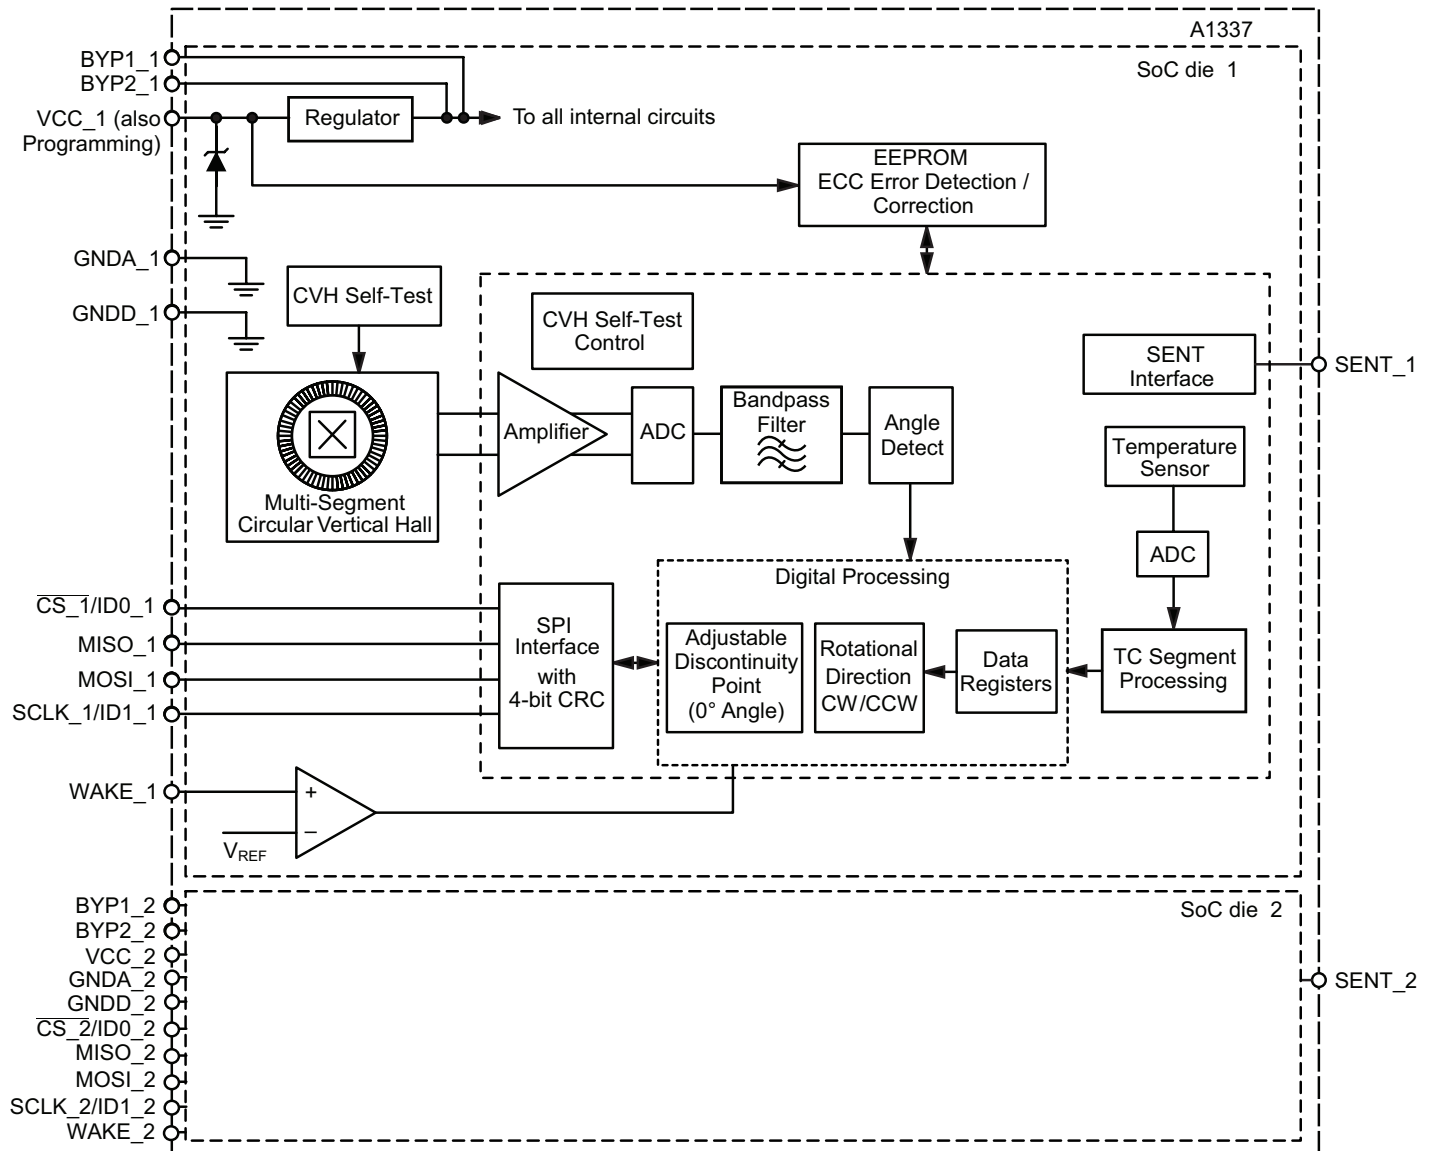 A1337
SoC die 1
BYP1_1
BYP2_1
VCC_1 (also
Programming)
Regulator
To all internal circuits
EEPROM
ECC Error Detection /
Correction
GNDA_1
GNDD_1
CVH Self-Test
CVH Self-Test
Control
SENT
Interface
SENT_1
Multi-Segment
Circular Vertical Hall
Amplifier
ADC
Bandpass
Filter
Angle
Detect
Temperature
Sensor
ADC
TC Segment
Processing
Digital Processing
Adjustable
Discontinuity
Point
(0° Angle)
Rotational
Direction
CW/CCW
Data
Registers
SPI
Interface
with
4-bit CRC
CS_1/ID0_1
MISO_1
MOSI_1
SCLK_1/ID1_1
WAKE_1
+
–
VREF
SoC die 2
BYP1_2
BYP2_2
VCC_2
GNDA_2
GNDD_2
CS_2/ID0_2
MISO_2
MOSI_2
SCLK_2/ID1_2
WAKE_2
SENT_2